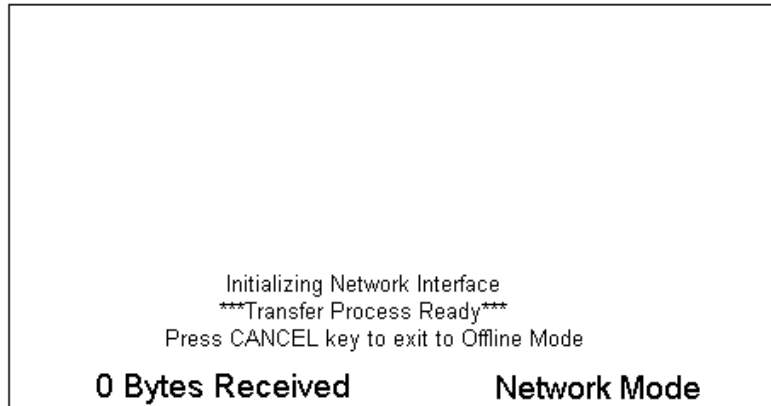 Initializing Network Interface
***Transfer Process Ready***
Press CANCEL key to exit to Offline Mode
0 Bytes Received Network Mode